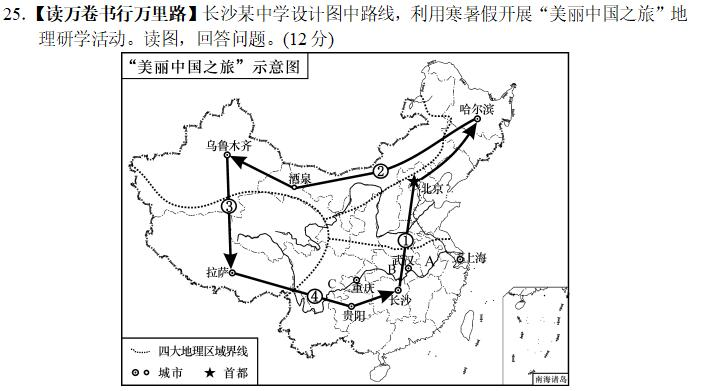 25.【读万卷书行万里路】长沙某中学设计图中路线，利用寒暑假开展“美丽中国之旅”地
理研学活动。读图，回答问题。(12分)
“美丽中国之旅”示意图
哈尔滨
乌鲁木齐
②
酒泉
北京
③
①
武汉 A 上海
拉萨
B
C
重庆
④
长沙
贵阳
四大地理区域界线
城市 首都
南海诸岛